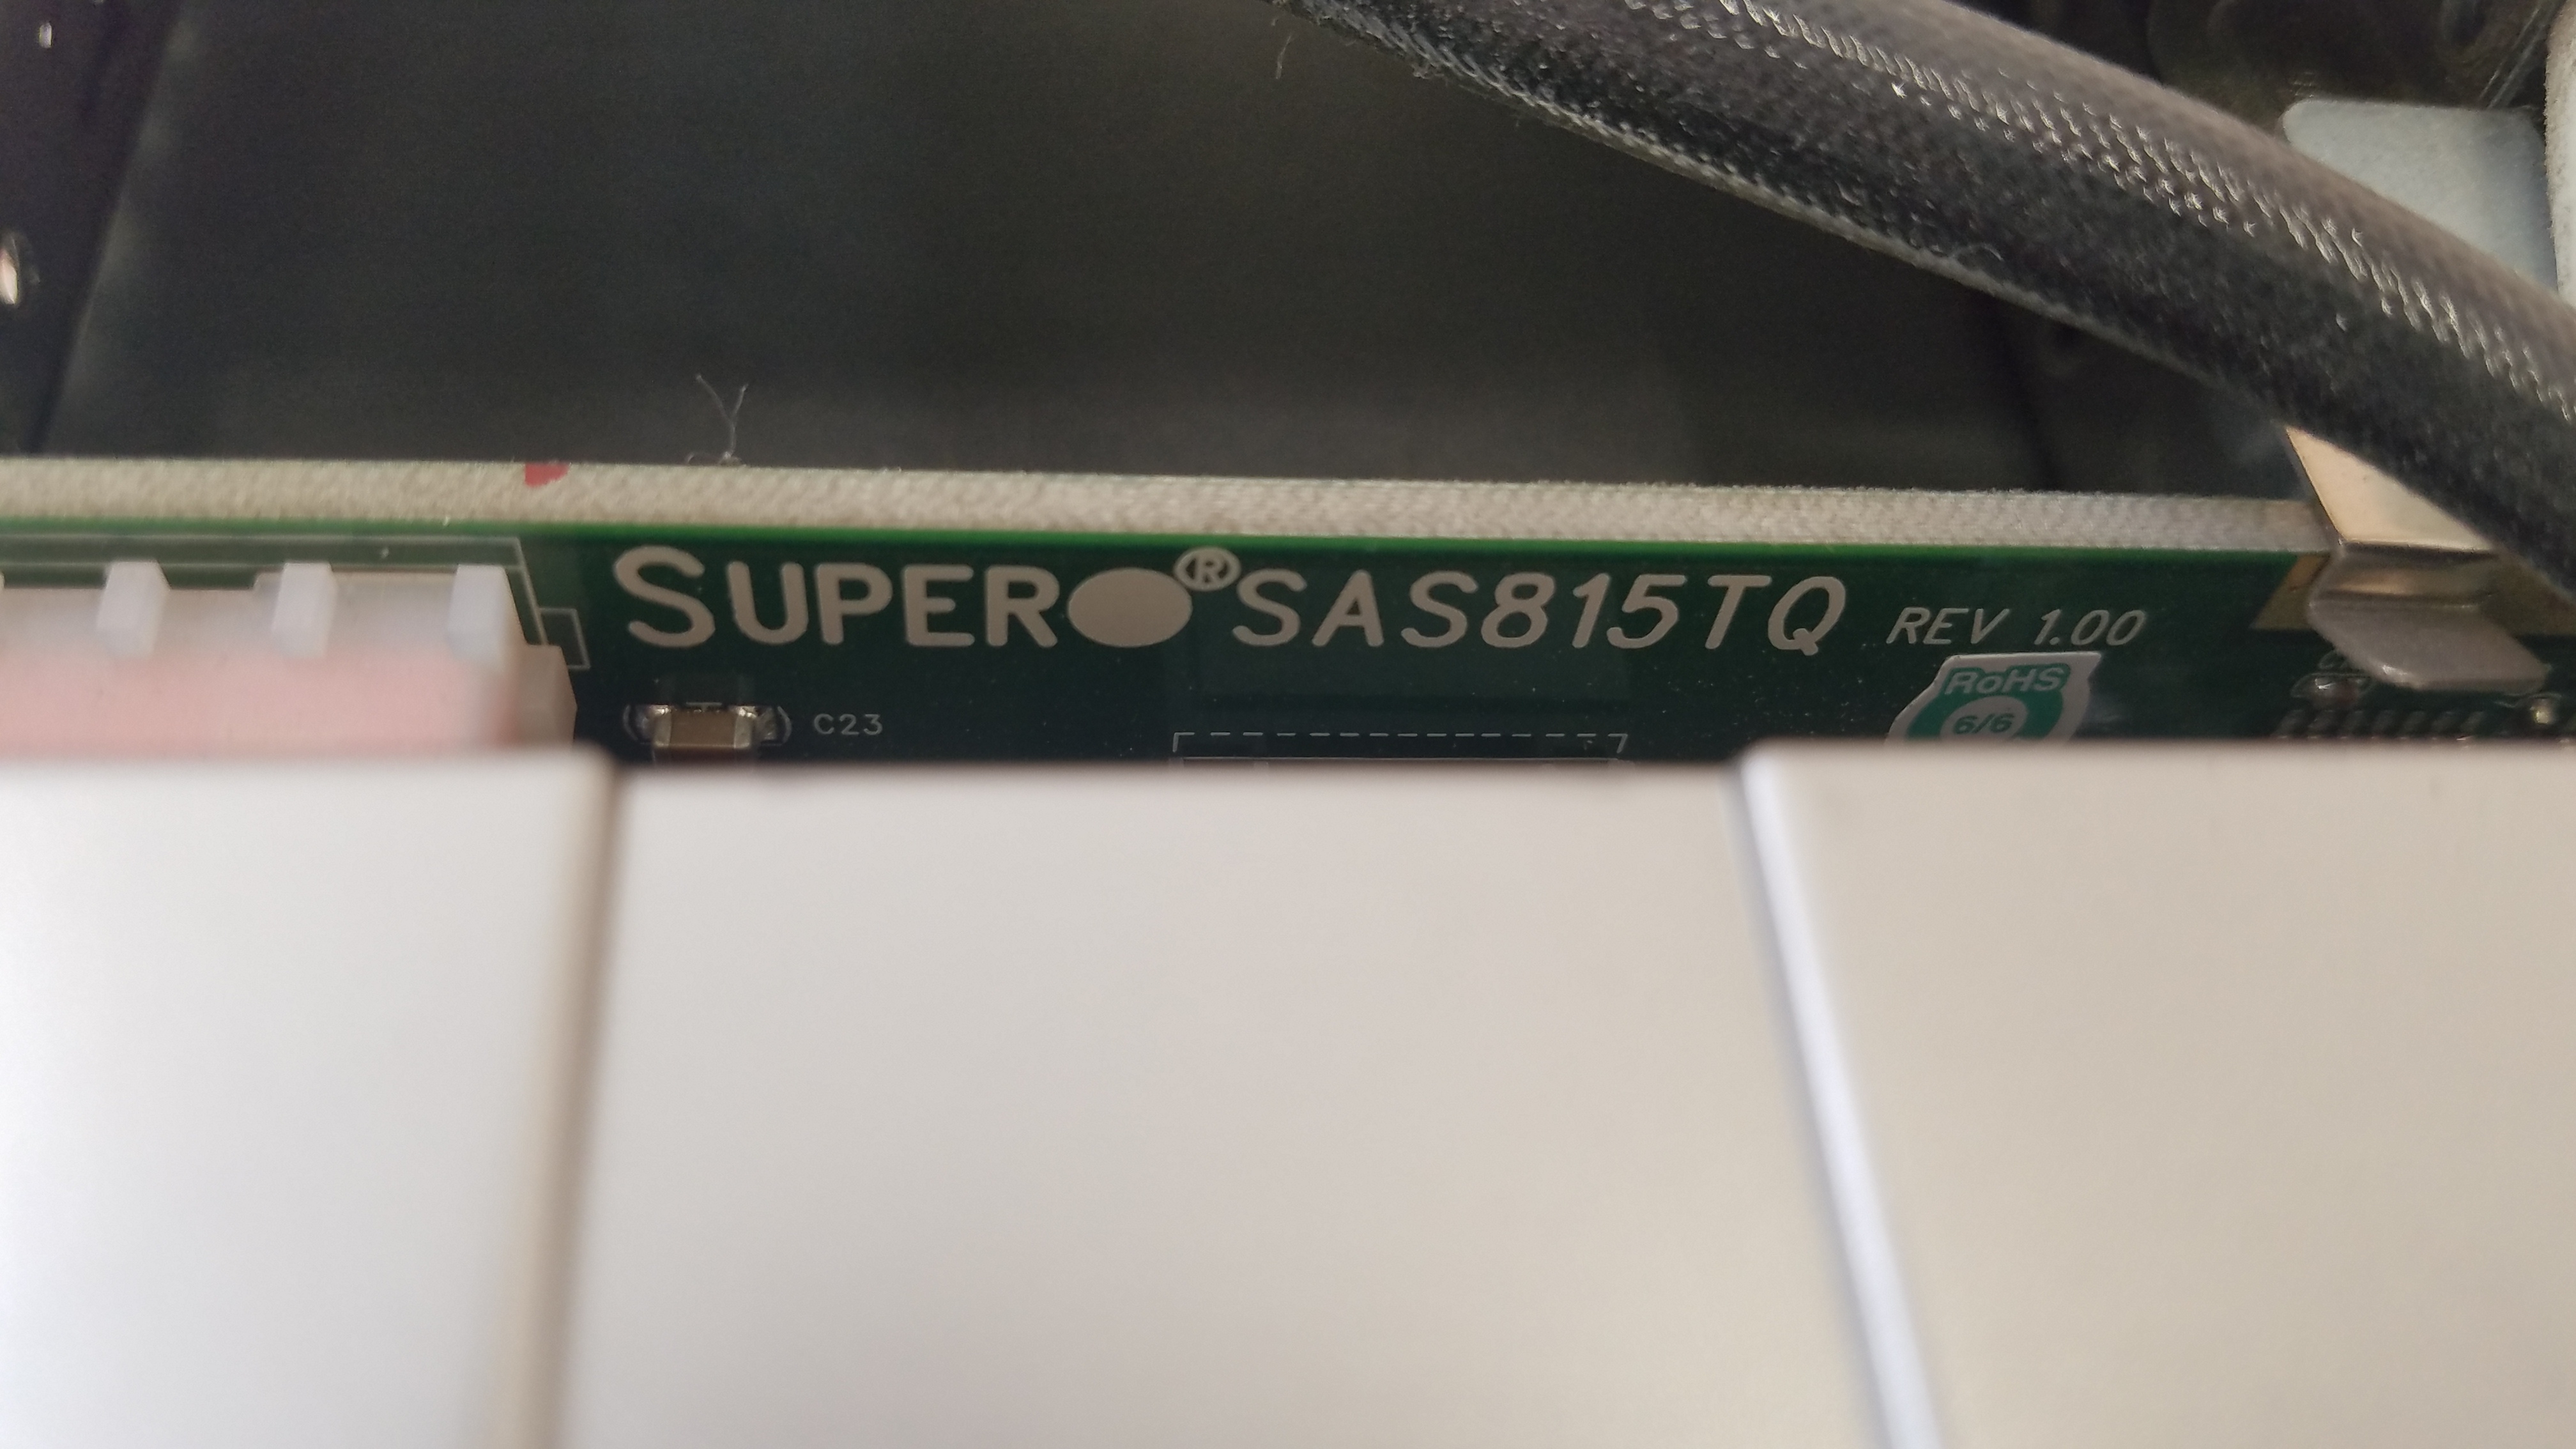 SUPER®SAS815TQ REV 1.00
RoHS
C23
6/6